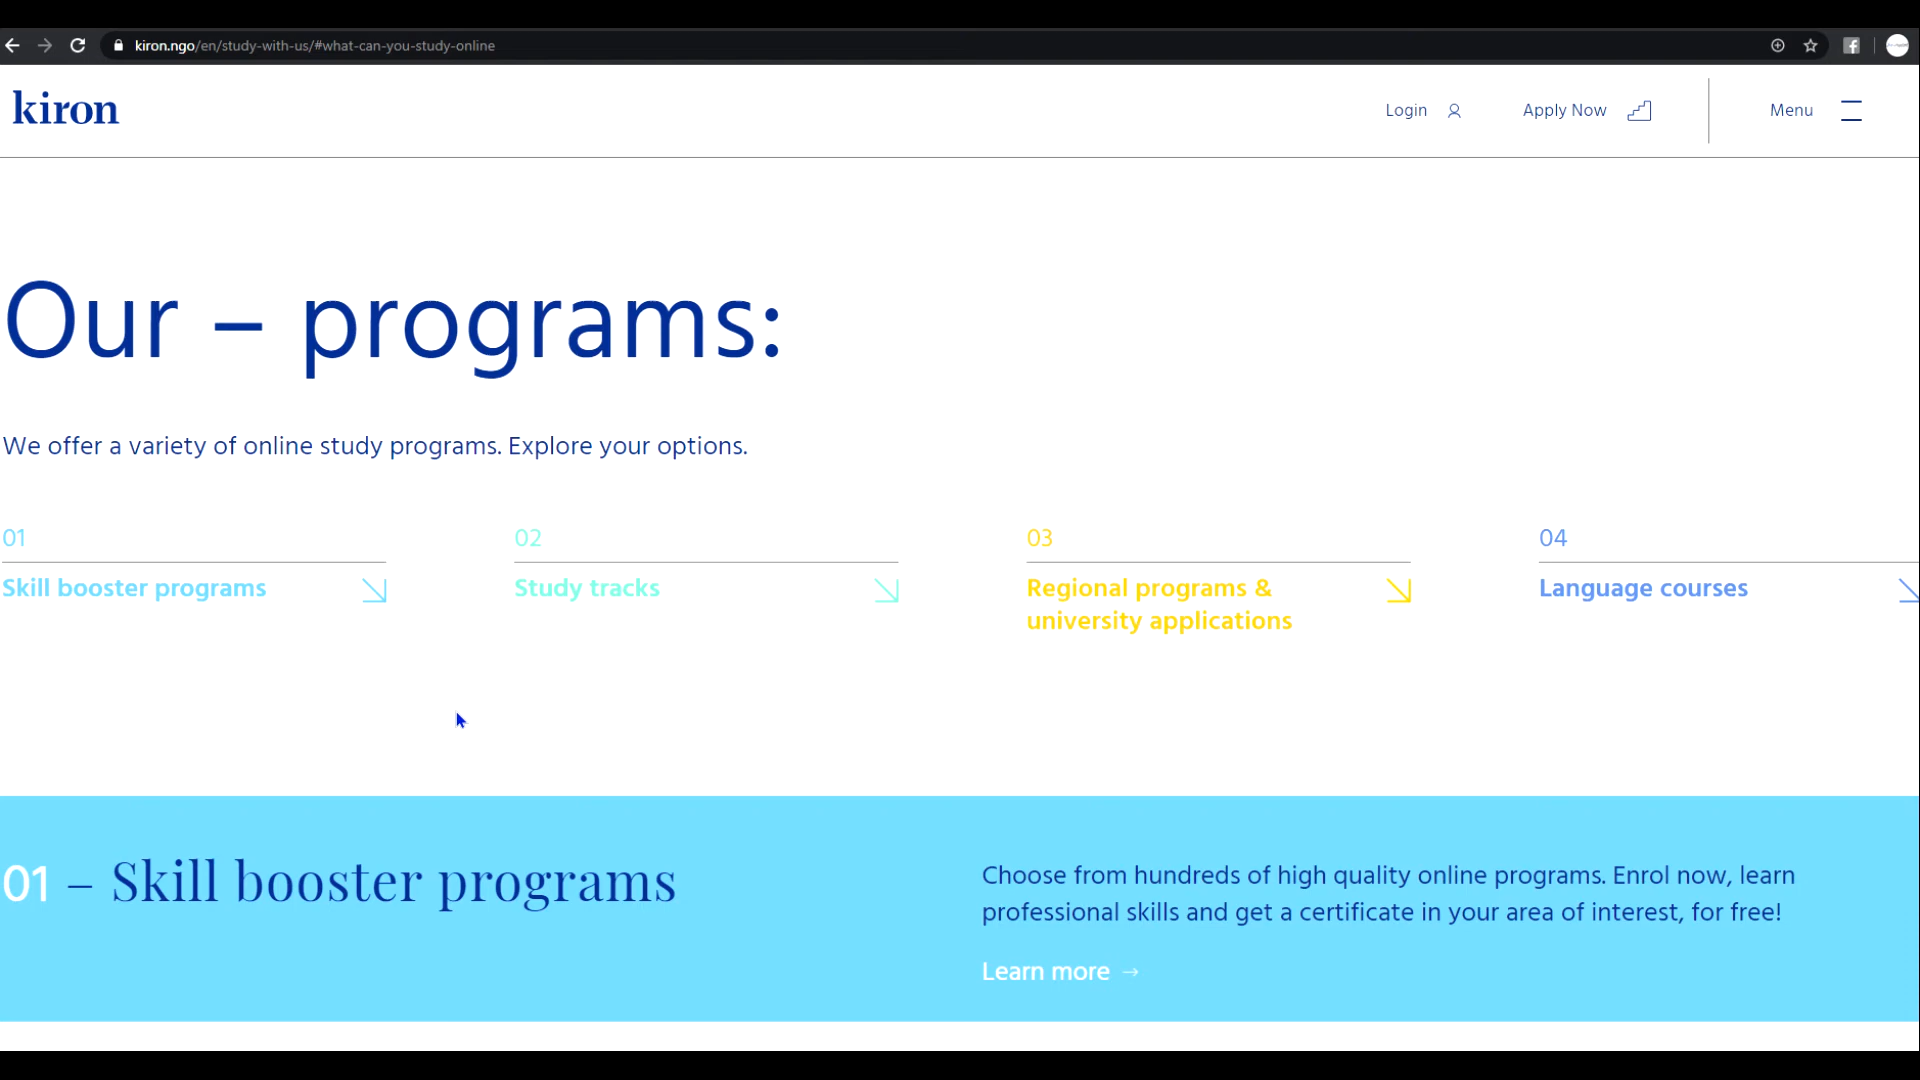 kiron.ngo/en/study-with-us/#what-can-you-study-online
kiron
Login
Apply Now
Menu
Our – programs:
We offer a variety of online study programs. Explore your options.
01
02
03
04
Skill booster programs
Study tracks
Regional programs &
university applications
Language courses
01 – Skill booster programs
Choose from hundreds of high quality online programs. Enrol now, learn
professional skills and get a certificate in your area of interest, for free!
Learn more →